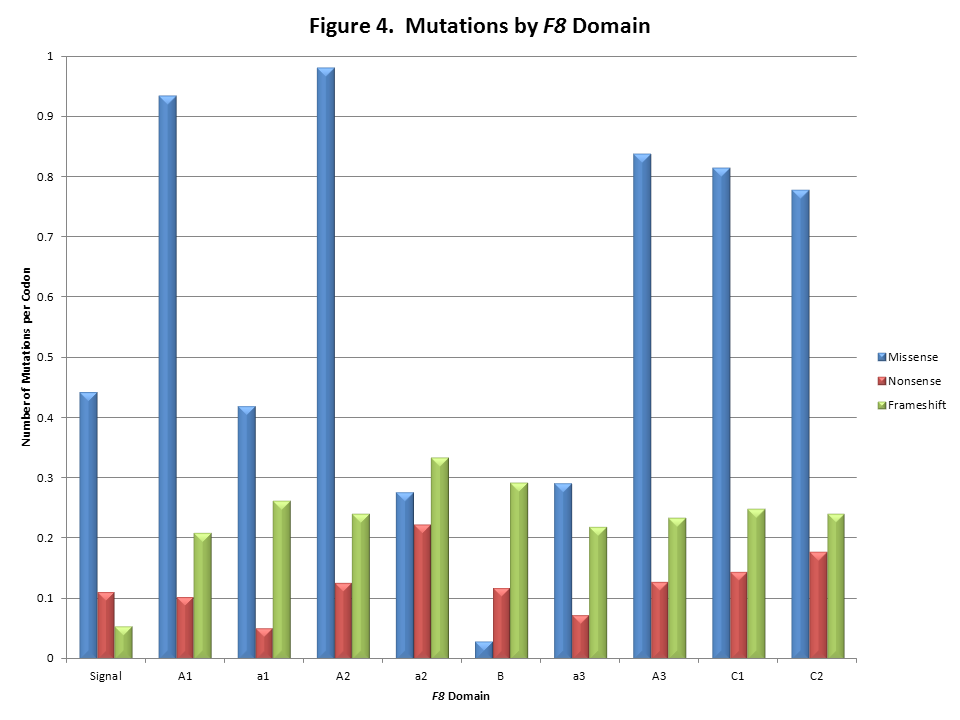 Figure 4.  Mutations by F8 Domain
1
0.9
0.8
0.7
0.6
0.5
0.4
0.3
0.2
0.1
0
Number of Mutations per Codon
Signal A1 a1 A2 a2 B a3 A3 C1 C2
F8 Domain
Missense
Nonsense
Frameshift